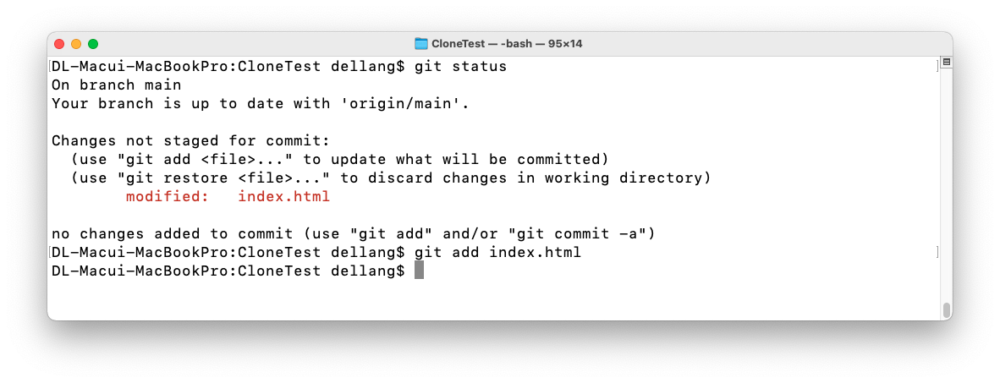 CloneTest — -bash — 95×14
DL-Macui-MacBookPro:CloneTest dellang$ git status
On branch main
Your branch is up to date with 'origin/main'.
Changes not staged for commit:
  (use "git add <file>..." to update what will be committed)
  (use "git restore <file>..." to discard changes in working directory)
        modified:   index.html
no changes added to commit (use "git add" and/or "git commit -a")
DL-Macui-MacBookPro:CloneTest dellang$ git add index.html
DL-Macui-MacBookPro:CloneTest dellang$